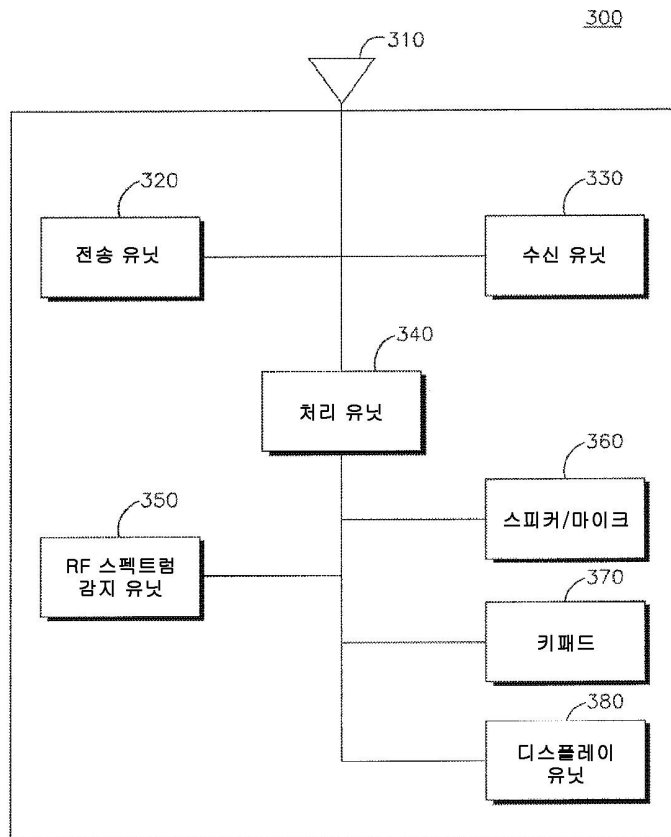 300
310
320
전송 유닛
330
수신 유닛
340
처리 유닛
350
RF 스펙트럼
감지 유닛
360
스피커/마이크
370
키패드
380
디스플레이
유닛